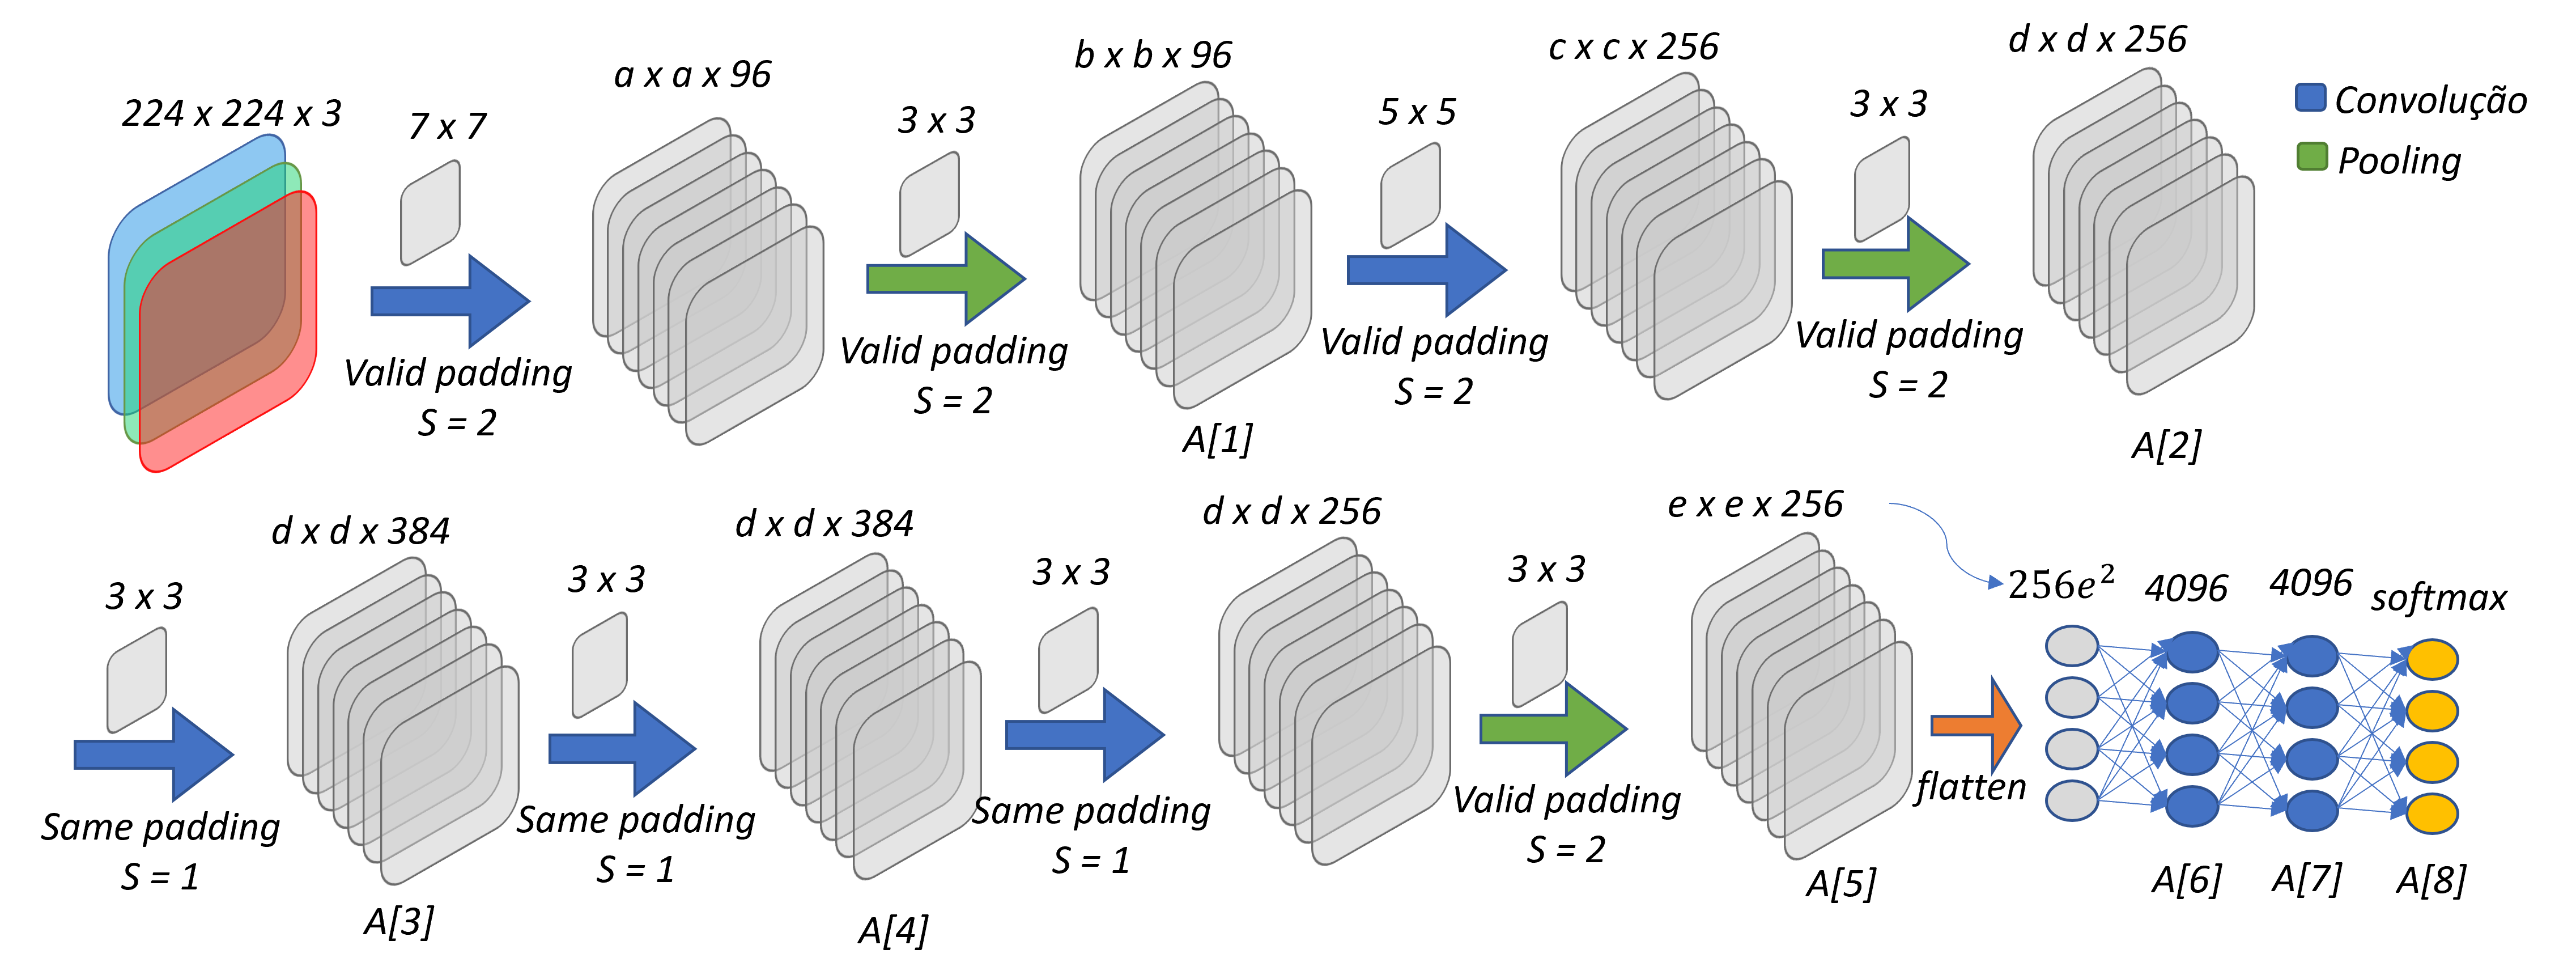 224 x 224 x 3
7 x 7
Valid padding
S = 2
a x a x 96
3 x 3
Valid padding
S = 2
b x b x 96
A[1]
5 x 5
Valid padding
S = 2
c x c x 256
3 x 3
Valid padding
S = 2
d x d x 256
A[2]
Convolução
Pooling
3 x 3
Same padding
S = 1
d x d x 384
A[3]
3 x 3
Same padding
S = 1
d x d x 384
A[4]
3 x 3
Same padding
S = 1
d x d x 256
3 x 3
Valid padding
S = 2
e x e x 256
A[5]
flatten
256e²
4096
A[6]
4096
A[7]
softmax
A[8]